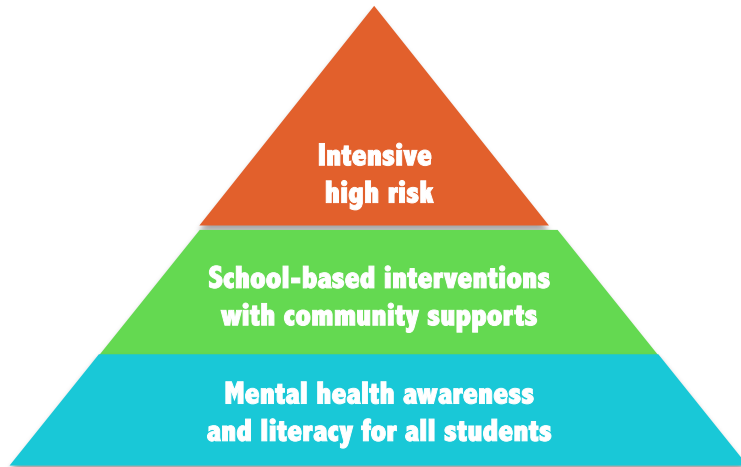 Intensive
high risk
School-based interventions
with community supports
Mental health awareness
and literacy for all students